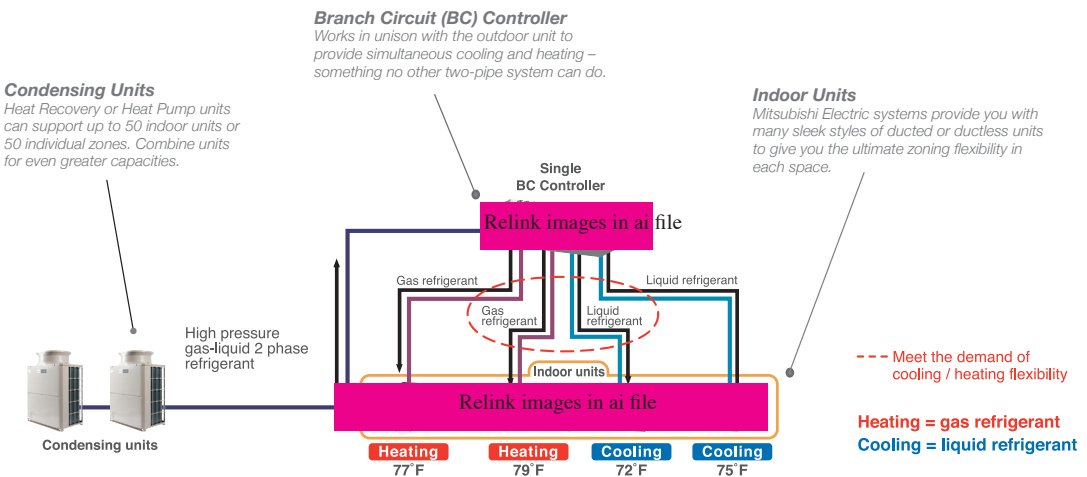 Branch Circuit (BC) Controller
Works in unison with the outdoor unit to
provide simultaneous cooling and heating –
something no other two-pipe system can do.
Condensing Units
Heat Recovery or Heat Pump units
can support up to 50 indoor units or
50 individual zones. Combine units
for even greater capacities.
Indoor Units
Mitsubishi Electric systems provide you with
many sleek styles of ducted or ductless units
to give you the ultimate zoning flexibility in
each space.
Single
BC Controller
Relink images in ai file
Gas refrigerant
Liquid refrigerant
Gas
refrigerant
Liquid
refrigerant
High pressure
gas-liquid 2 phase
refrigerant
Indoor units
Relink images in ai file
Condensing units
Heating
77°F
Heating
79°F
Cooling
72°F
Cooling
75°F
Meet the demand of
cooling / heating flexibility
Heating = gas refrigerant
Cooling = liquid refrigerant